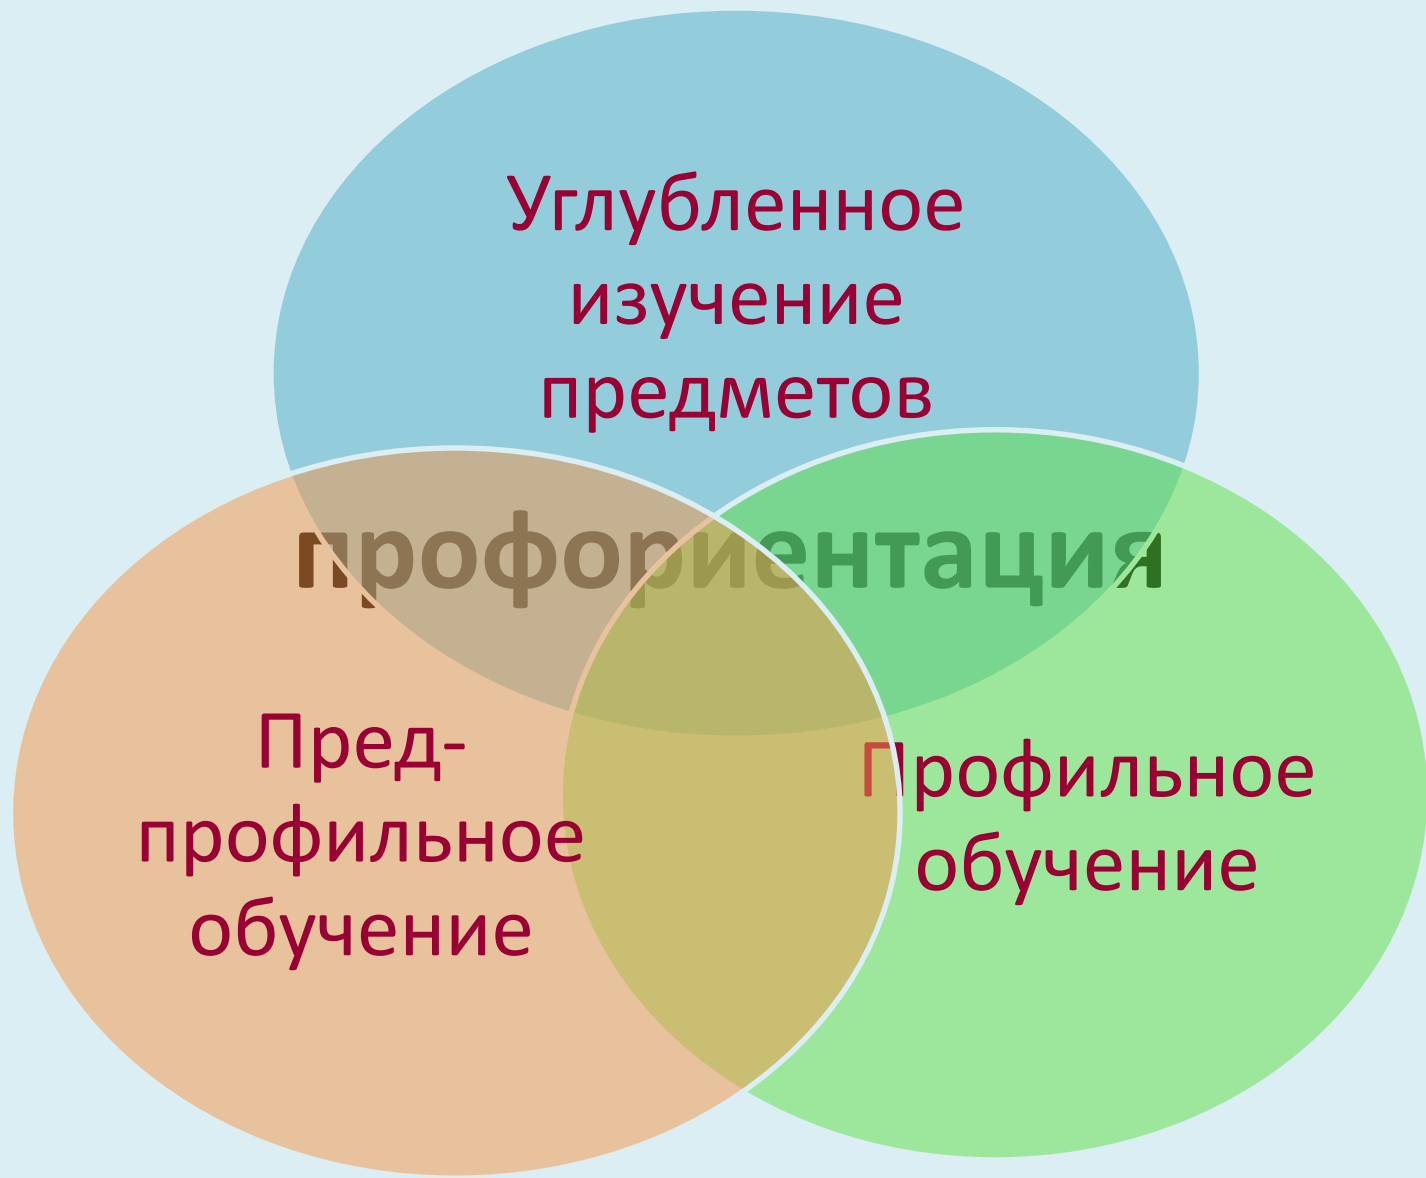 Углубленное
изучение
предметов
профориентация
Пред-
профильное
обучение
Профильное
обучение